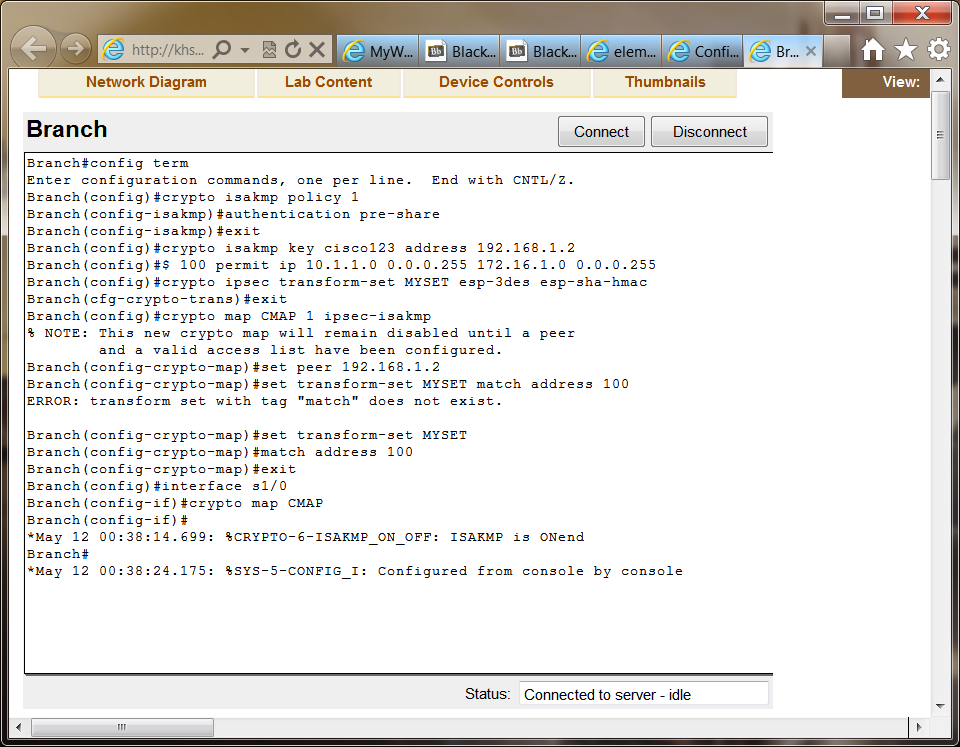 http://khs...
MyW...
Black...
Black...
elem...
Confi...
Br...
Network Diagram
Lab Content
Device Controls
Thumbnails
View:
Branch
Connect
Disconnect
Branch#config term
Enter configuration commands, one per line.  End with CNTL/Z.
Branch(config)#crypto isakmp policy 1
Branch(config-isakmp)#authentication pre-share
Branch(config-isakmp)#exit
Branch(config)#crypto isakmp key cisco123 address 192.168.1.2
Branch(config)#$ 100 permit ip 10.1.1.0 0.0.0.255 172.16.1.0 0.0.0.255
Branch(config)#crypto ipsec transform-set MYSET esp-3des esp-sha-hmac
Branch(cfg-crypto-trans)#exit
Branch(config)#crypto map CMAP 1 ipsec-isakmp
% NOTE: This new crypto map will remain disabled until a peer
        and a valid access list have been configured.
Branch(config-crypto-map)#set peer 192.168.1.2
Branch(config-crypto-map)#set transform-set MYSET match address 100
ERROR: transform set with tag "match" does not exist.
Branch(config-crypto-map)#set transform-set MYSET
Branch(config-crypto-map)#match address 100
Branch(config-crypto-map)#exit
Branch(config)#interface s1/0
Branch(config-if)#crypto map CMAP
Branch(config-if)#
*May 12 00:38:14.699: %CRYPTO-6-ISAKMP_ON_OFF: ISAKMP is ONend
Branch#
*May 12 00:38:24.175: %SYS-5-CONFIG_I: Configured from console by console
Status: Connected to server - idle